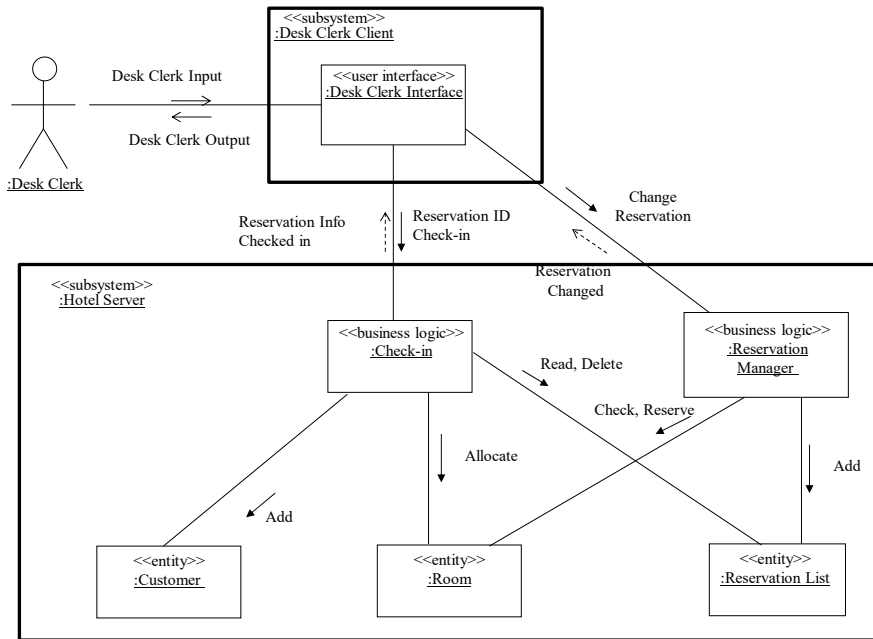 <<subsystem>>
:Desk Clerk Client
<<user interface>>
:Desk Clerk Interface
Desk Clerk Input
Desk Clerk Output
:Desk Clerk
Reservation Info
Checked in
Reservation ID
Check-in
Change
Reservation
Reservation
Changed
<<subsystem>>
:Hotel Server
<<business logic>>
:Check-in
<<business logic>>
:Reservation
Manager
Read, Delete
Check, Reserve
Allocate
Add
Add
<<entity>>
:Customer
<<entity>>
:Room
<<entity>>
:Reservation List